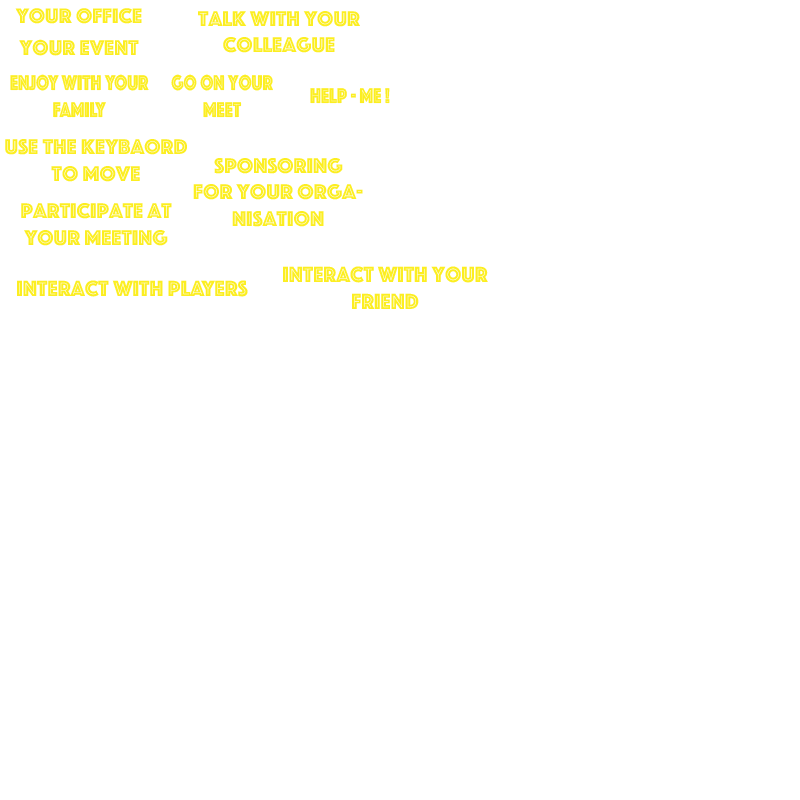 YOUR OFFICE
YOUR EVENT
TALK WITH YOUR
COLLEAGUE
ENJOY WITH YOUR
FAMILY
GO ON YOUR
MEET
HELP - ME !
USE THE KEYBAORD
TO MOVE
SPONSORING
FOR YOUR ORGA-
NISATION
PARTICIPATE AT
YOUR MEETING
INTERACT WITH PLAYERS
INTERACT WITH YOUR
FRIEND